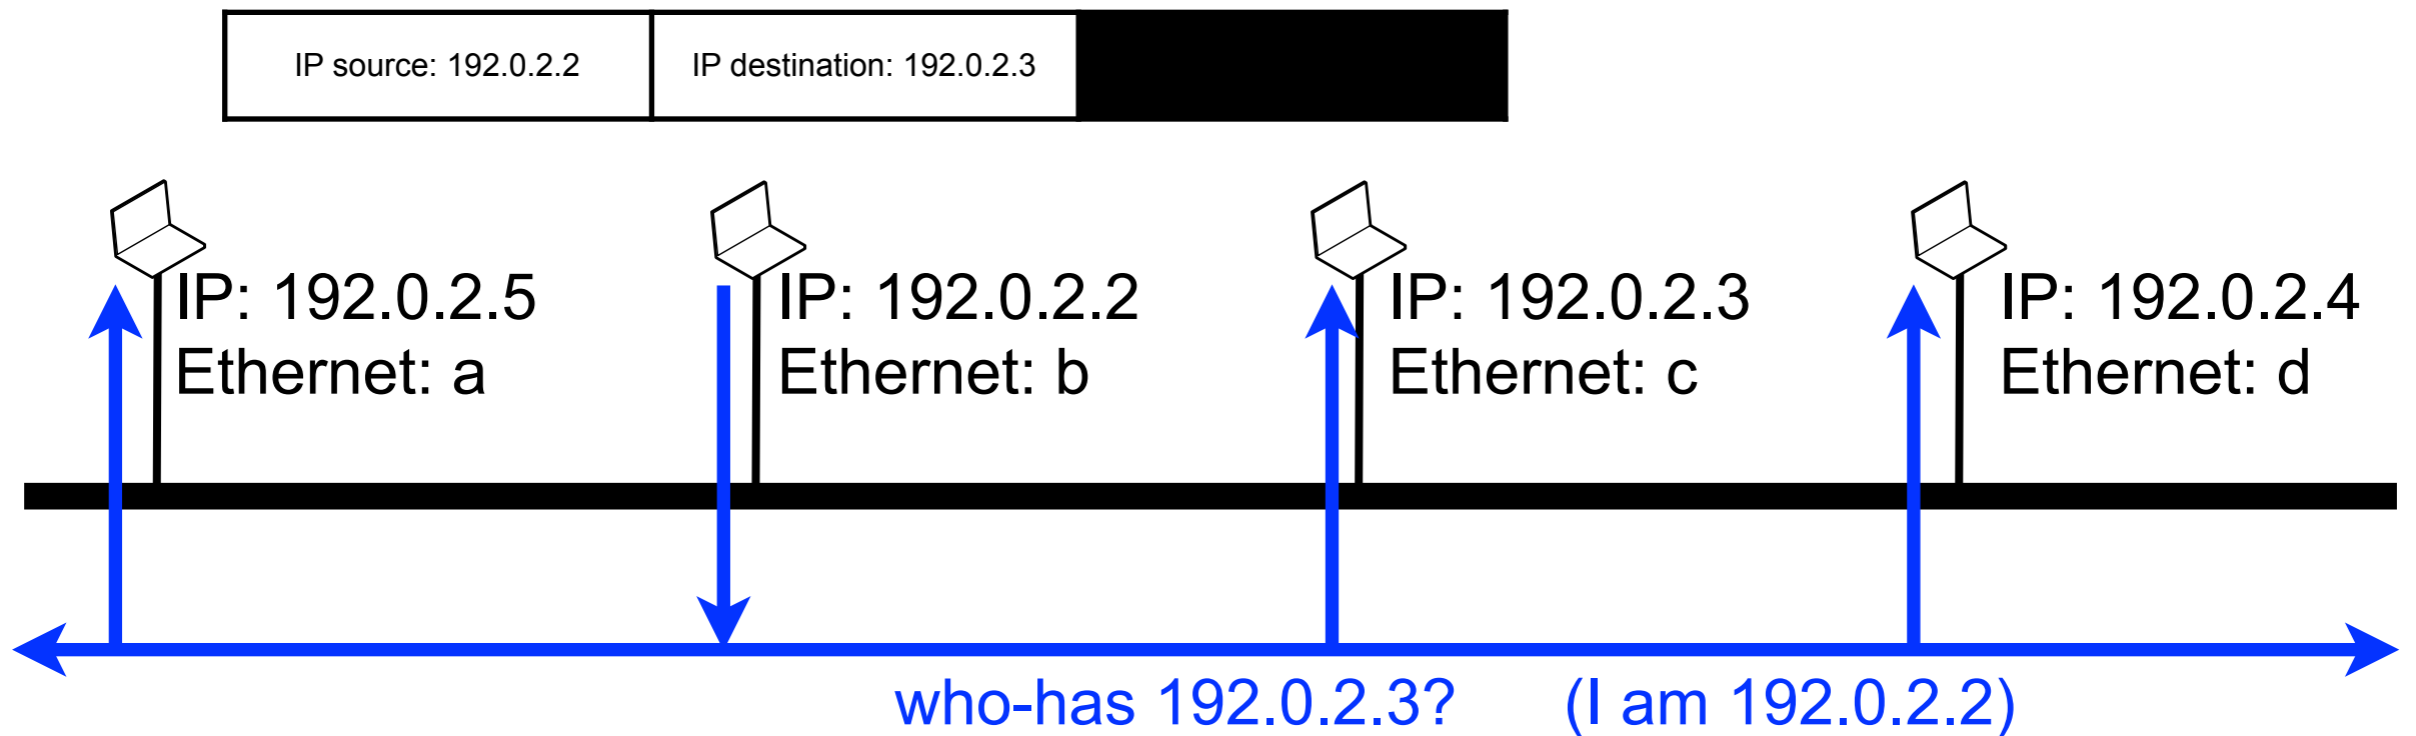 IP source: 192.0.2.2
IP destination: 192.0.2.3
IP: 192.0.2.5
Ethernet: a
IP: 192.0.2.2
Ethernet: b
IP: 192.0.2.3
Ethernet: c
IP: 192.0.2.4
Ethernet: d
who-has 192.0.2.3? (I am 192.0.2.2)